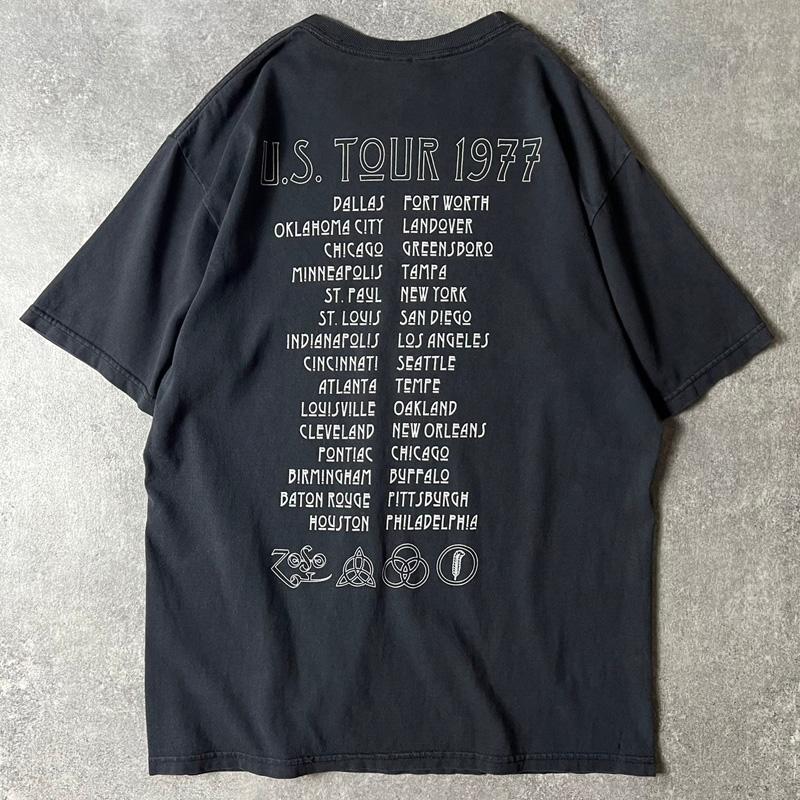 U.S. TOUR 1977
DALLAS FORT WORTH
OKLAHOMA CITY LANDOVER
CHICAGO GREENSBORO
MINNEAPOLIS TAMPA
ST. PAUL NEW YORK
ST. LOUIS SAN DIEGO
INDIANAPOLIS LOS ANGELES
CINCINNATI SEATTLE
ATLANTA TEMPE
LOUISVILLE OAKLAND
CLEVELAND NEW ORLEANS
PONTIAC CHICAGO
BIRMINGHAM BUFFALO
BATON ROUGE PITTSBURGH
HOUSTON PHILADELPHIA
ZOSO